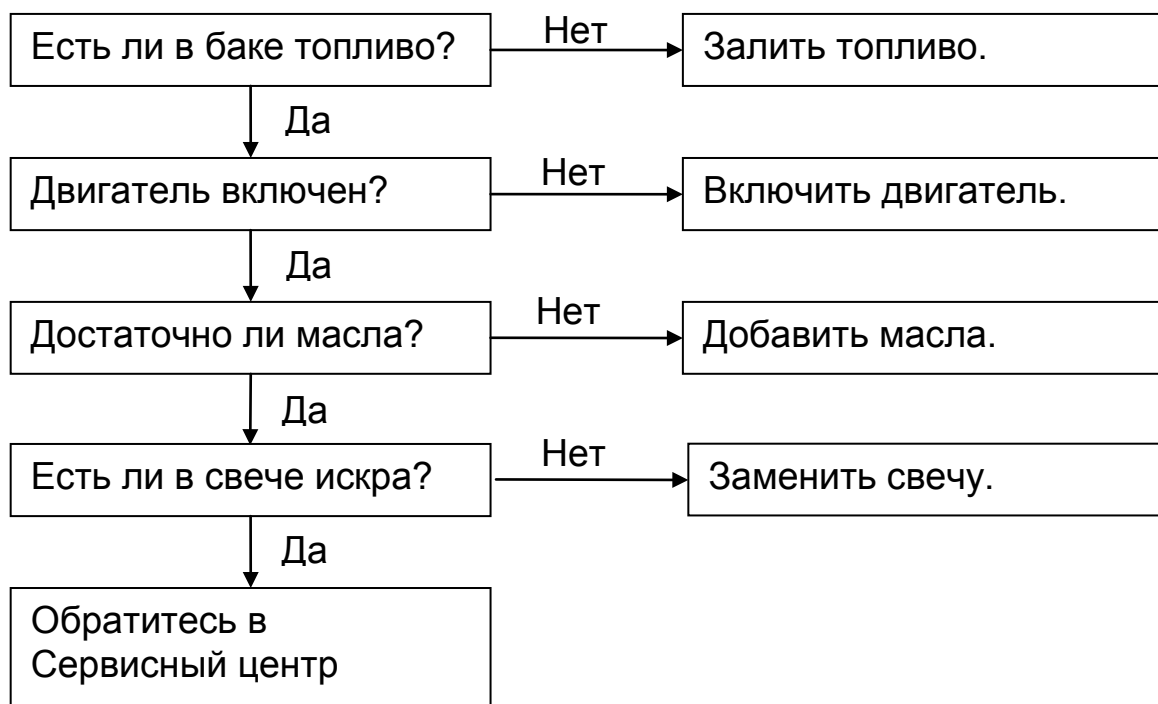 Есть ли в баке топливо?
Нет
Залить топливо.
Да
Двигатель включен?
Нет
Включить двигатель.
Да
Достаточно ли масла?
Нет
Добавить масла.
Да
Есть ли в свече искра?
Нет
Заменить свечу.
Да
Обратитесь в
Сервисный центр